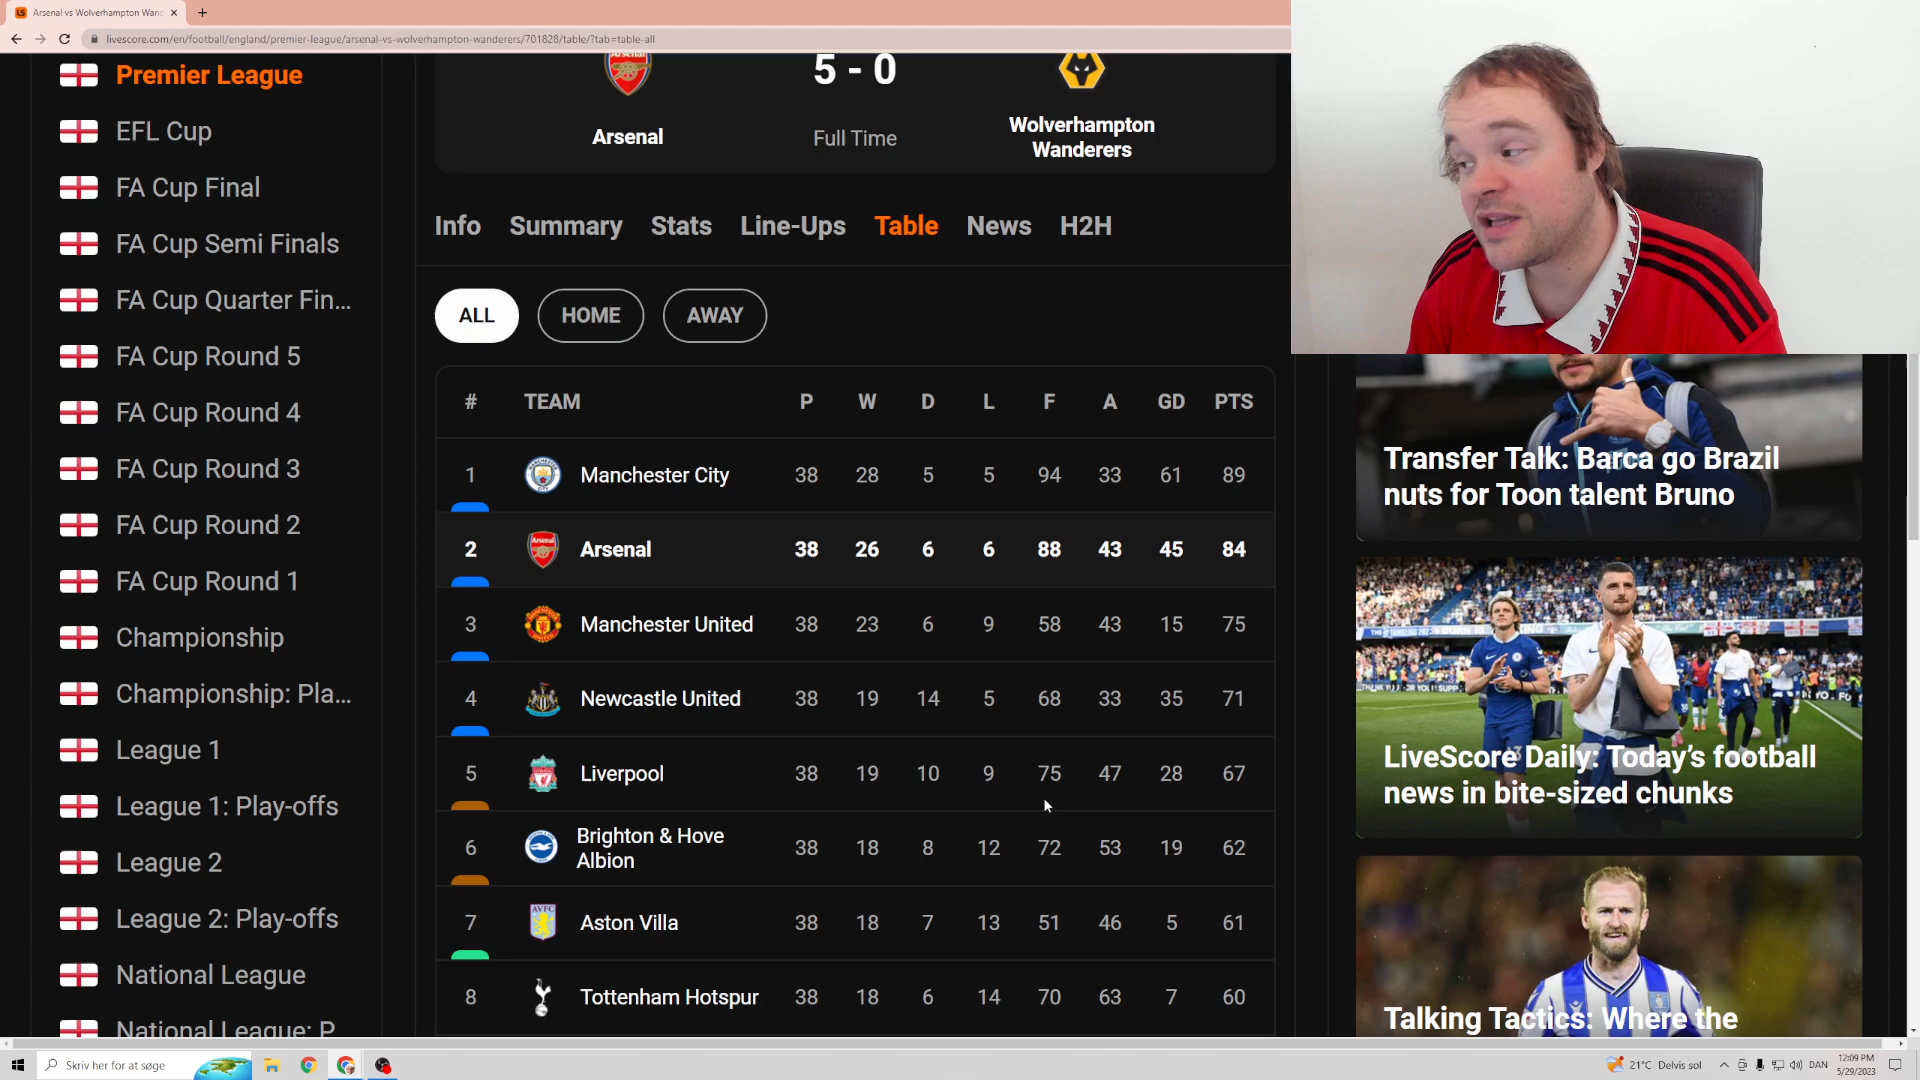 Arsenal vs Wolverhampton Wan
livescore.com/en/football/england/premier-league/arsenal-vs-wolverhampton-wanderers/701828/table/?tab=table-all
Premier League
EFL Cup
FA Cup Final
FA Cup Semi Finals
FA Cup Quarter Fin...
FA Cup Round 5
FA Cup Round 4
FA Cup Round 3
FA Cup Round 2
FA Cup Round 1
Championship
Championship: Pla...
League 1
League 1: Play-offs
League 2
League 2: Play-offs
National League
National League: P
Arsenal
5 - 0
Full Time
Arsenal
Wolverhampton
Wanderers
Info Summary Stats Line-Ups Table News H2H
ALL HOME AWAY
# TEAM P W D L F A GD PTS
1 Manchester City 38 28 5 5 94 33 61 89
2 Arsenal 38 26 6 6 88 43 45 84
3 Manchester United 38 23 6 9 58 43 15 75
4 Newcastle United 38 19 14 5 68 33 35 71
5 Liverpool 38 19 10 9 75 47 28 67
6 Brighton & Hove
Albion 38 18 8 12 72 53 19 62
7 AVFC Aston Villa 38 18 7 13 51 46 5 61
8 Tottenham Hotspur 38 18 6 14 70 63 7 60
Transfer Talk: Barca go Brazil
nuts for Toon talent Bruno
LiveScore Daily: Today's football
news in bite-sized chunks
Talking Tactics: Where the
Skriv her for at søge
21°C Delvis sol
DAN
12:09 PM
5/29/2023